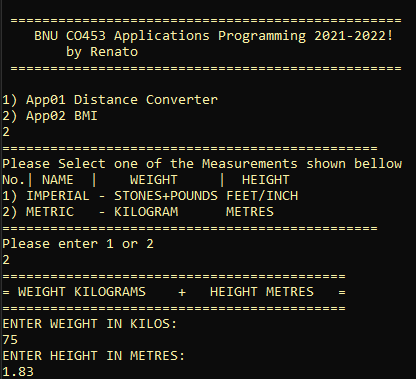 ==================================================
BNU CO453 Applications Programming 2021-2022!
by Renato
==================================================
1) App01 Distance Converter
2) App02 BMI
2
================================================
Please Select one of the Measurements shown bellow
No.| NAME  |    WEIGHT     |  HEIGHT
1) IMPERIAL - STONES+POUNDS FEET/INCH
2) METRIC   - KILOGRAM      METRES
================================================
Please enter 1 or 2
2
============================================
= WEIGHT KILOGRAMS    +   HEIGHT METRES   =
============================================
ENTER WEIGHT IN KILOS:
75
ENTER HEIGHT IN METRES:
1.83